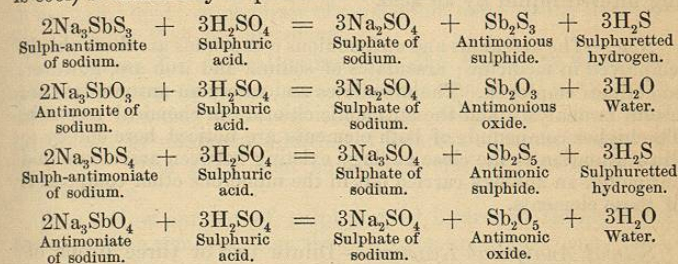 2Na₃SbS₃ + 3H₂SO₄ = 3Na₂SO₄ + Sb₂S₃ + 3H₂S
Sulph-antimonite Sulphuric Sulphate of Antimonious Sulphuretted
of sodium. acid. sodium. sulphide. hydrogen.
2Na₃SbO₃ + 3H₂SO₄ = 3Na₂SO₄ + Sb₂O₃ + 3H₂O
Antimonite of Sulphuric Sulphate of Antimonious Water.
sodium. acid. sodium. oxide.
2Na₃SbS₄ + 3H₂SO₄ = 3Na₃SO₄ + Sb₂S₅ + 3H₂S
Sulph-antimoniate Sulphuric Sulphate of Antimonic Sulphuretted
of sodium. acid. sodium. sulphide. hydrogen.
2Na₃SbO₄ + 3H₂SO₄ = 3Na₂SO₄ + Sb₂O₅ + 3H₂O
Antimoniate Sulphuric Sulphate of Antimonic Water.
of sodium. acid. sodium. oxide.